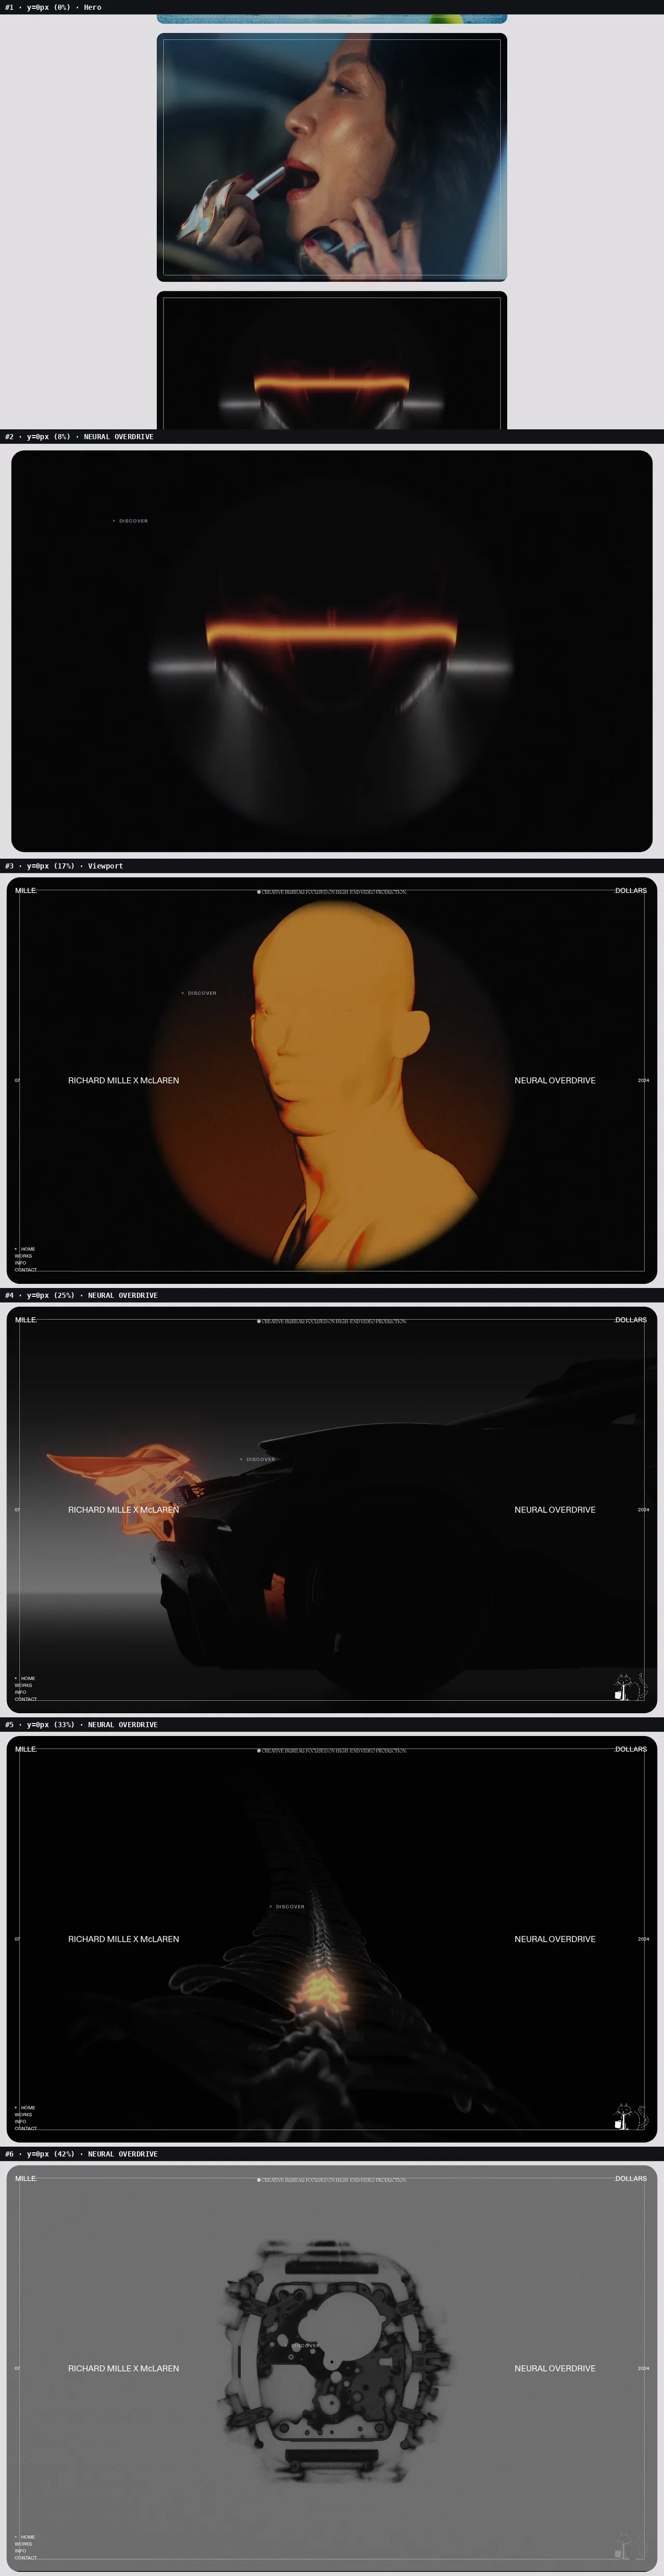 #1 · y=0px (0%) · Hero
#2 · y=0px (8%) · NEURAL OVERDRIVE
DISCOVER
#3 · y=0px (17%) · Viewport
MILLE.
✺ CREATIVE BUREAU FOCUSED ON HIGH-END VIDEO PRODUCTION
.DOLLARS
DISCOVER
07
RICHARD MILLE X McLAREN
NEURAL OVERDRIVE
2024
HOME
WORKS
INFO
CONTACT
#4 · y=0px (25%) · NEURAL OVERDRIVE
MILLE.
✺ CREATIVE BUREAU FOCUSED ON HIGH-END VIDEO PRODUCTION
.DOLLARS
DISCOVER
07
RICHARD MILLE X McLAREN
NEURAL OVERDRIVE
2024
HOME
WORKS
INFO
CONTACT
#5 · y=0px (33%) · NEURAL OVERDRIVE
MILLE.
✺ CREATIVE BUREAU FOCUSED ON HIGH-END VIDEO PRODUCTION
.DOLLARS
DISCOVER
07
RICHARD MILLE X McLAREN
NEURAL OVERDRIVE
2024
HOME
WORKS
INFO
CONTACT
#6 · y=0px (42%) · NEURAL OVERDRIVE
MILLE.
✺ CREATIVE BUREAU FOCUSED ON HIGH-END VIDEO PRODUCTION
.DOLLARS
DISCOVER
07
RICHARD MILLE X McLAREN
NEURAL OVERDRIVE
2024
HOME
WORKS
INFO
CONTACT